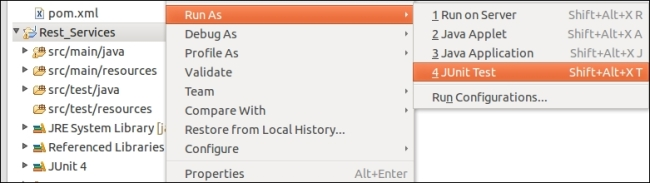 pom.xml
Rest_Services
src/main/java
src/main/resources
src/test/java
src/test/resources
JRE System Library [ja
Referenced Libraries
JUnit 4
Run As
Debug As
Profile As
Validate
Team
Compare With
Restore from Local History...
Configure
Properties Alt+Enter
1 Run on Server Shift+Alt+X R
2 Java Applet Shift+Alt+X A
3 Java Application Shift+Alt+X J
4 JUnit Test Shift+Alt+X T
Run Configurations...